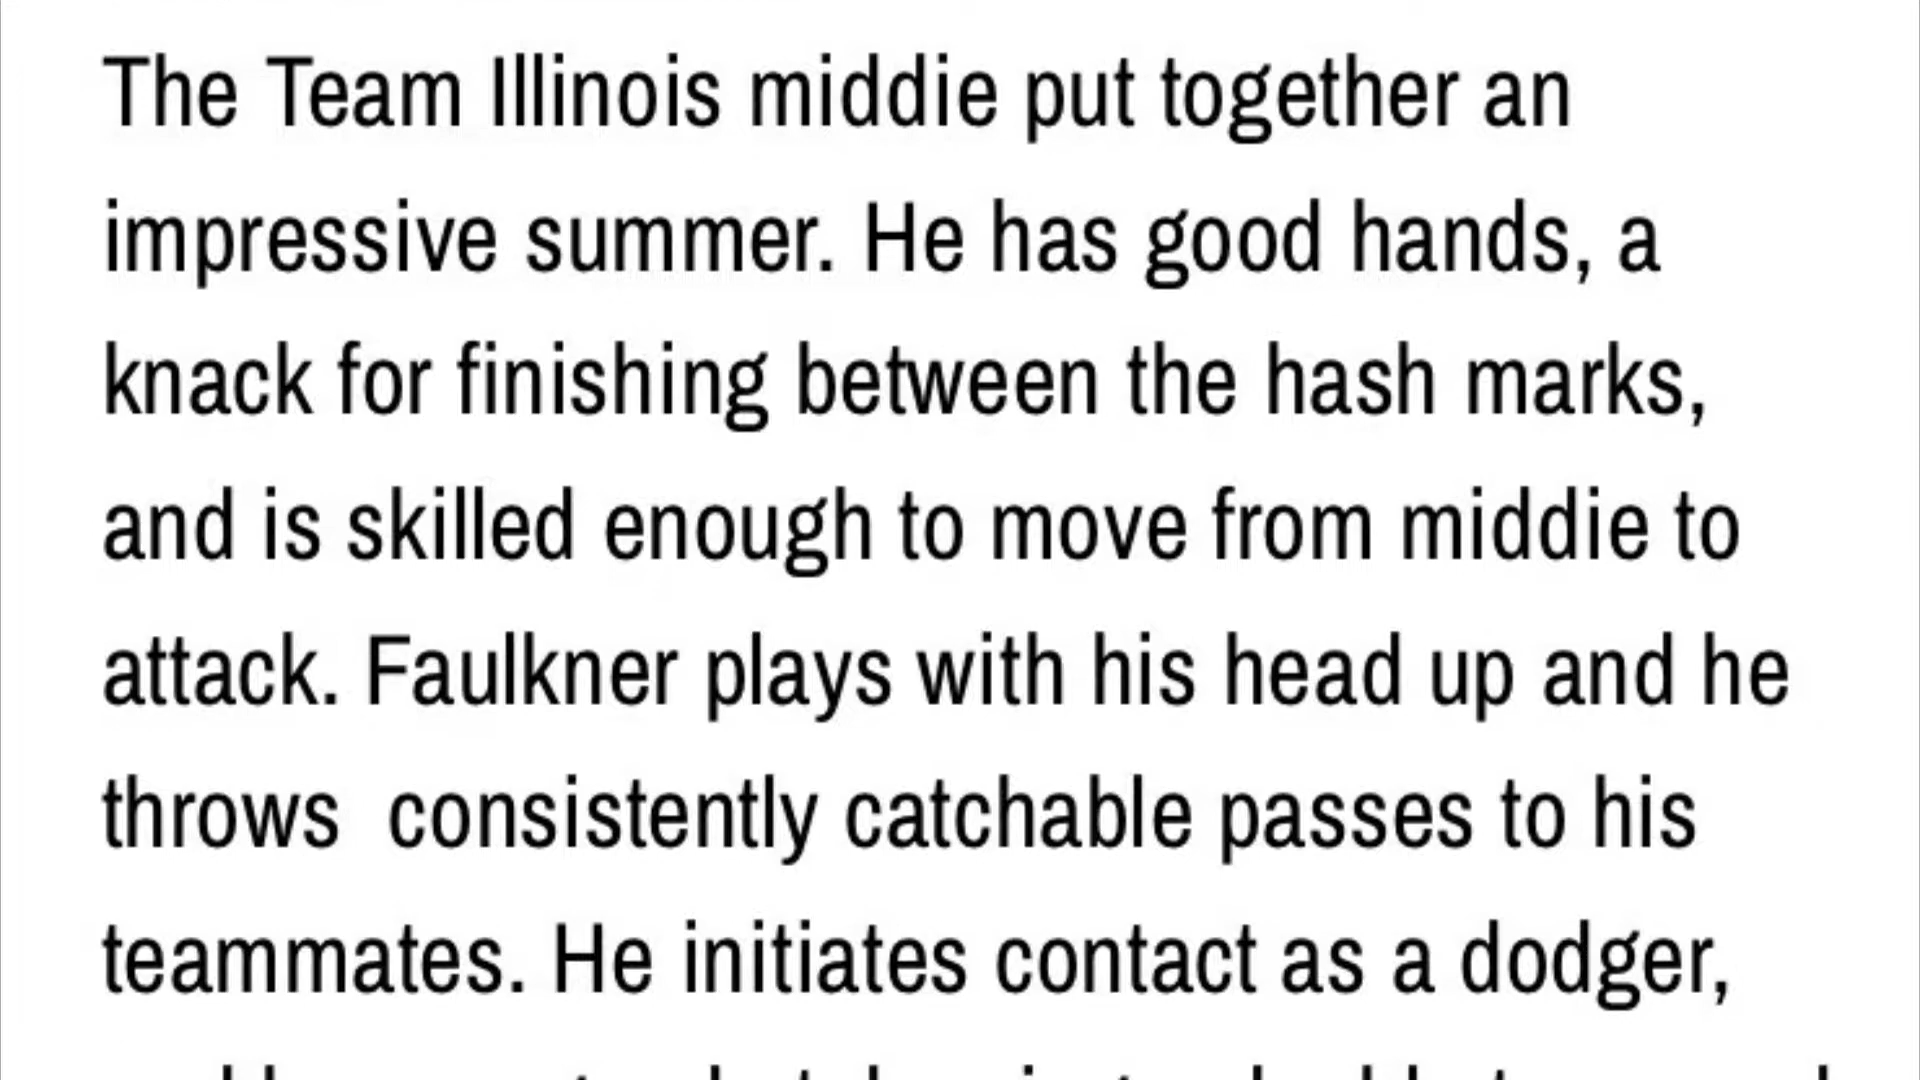 The Team Illinois middie put together an
impressive summer. He has good hands, a
knack for finishing between the hash marks,
and is skilled enough to move from middie to
attack. Faulkner plays with his head up and he
throws  consistently catchable passes to his
teammates. He initiates contact as a dodger,